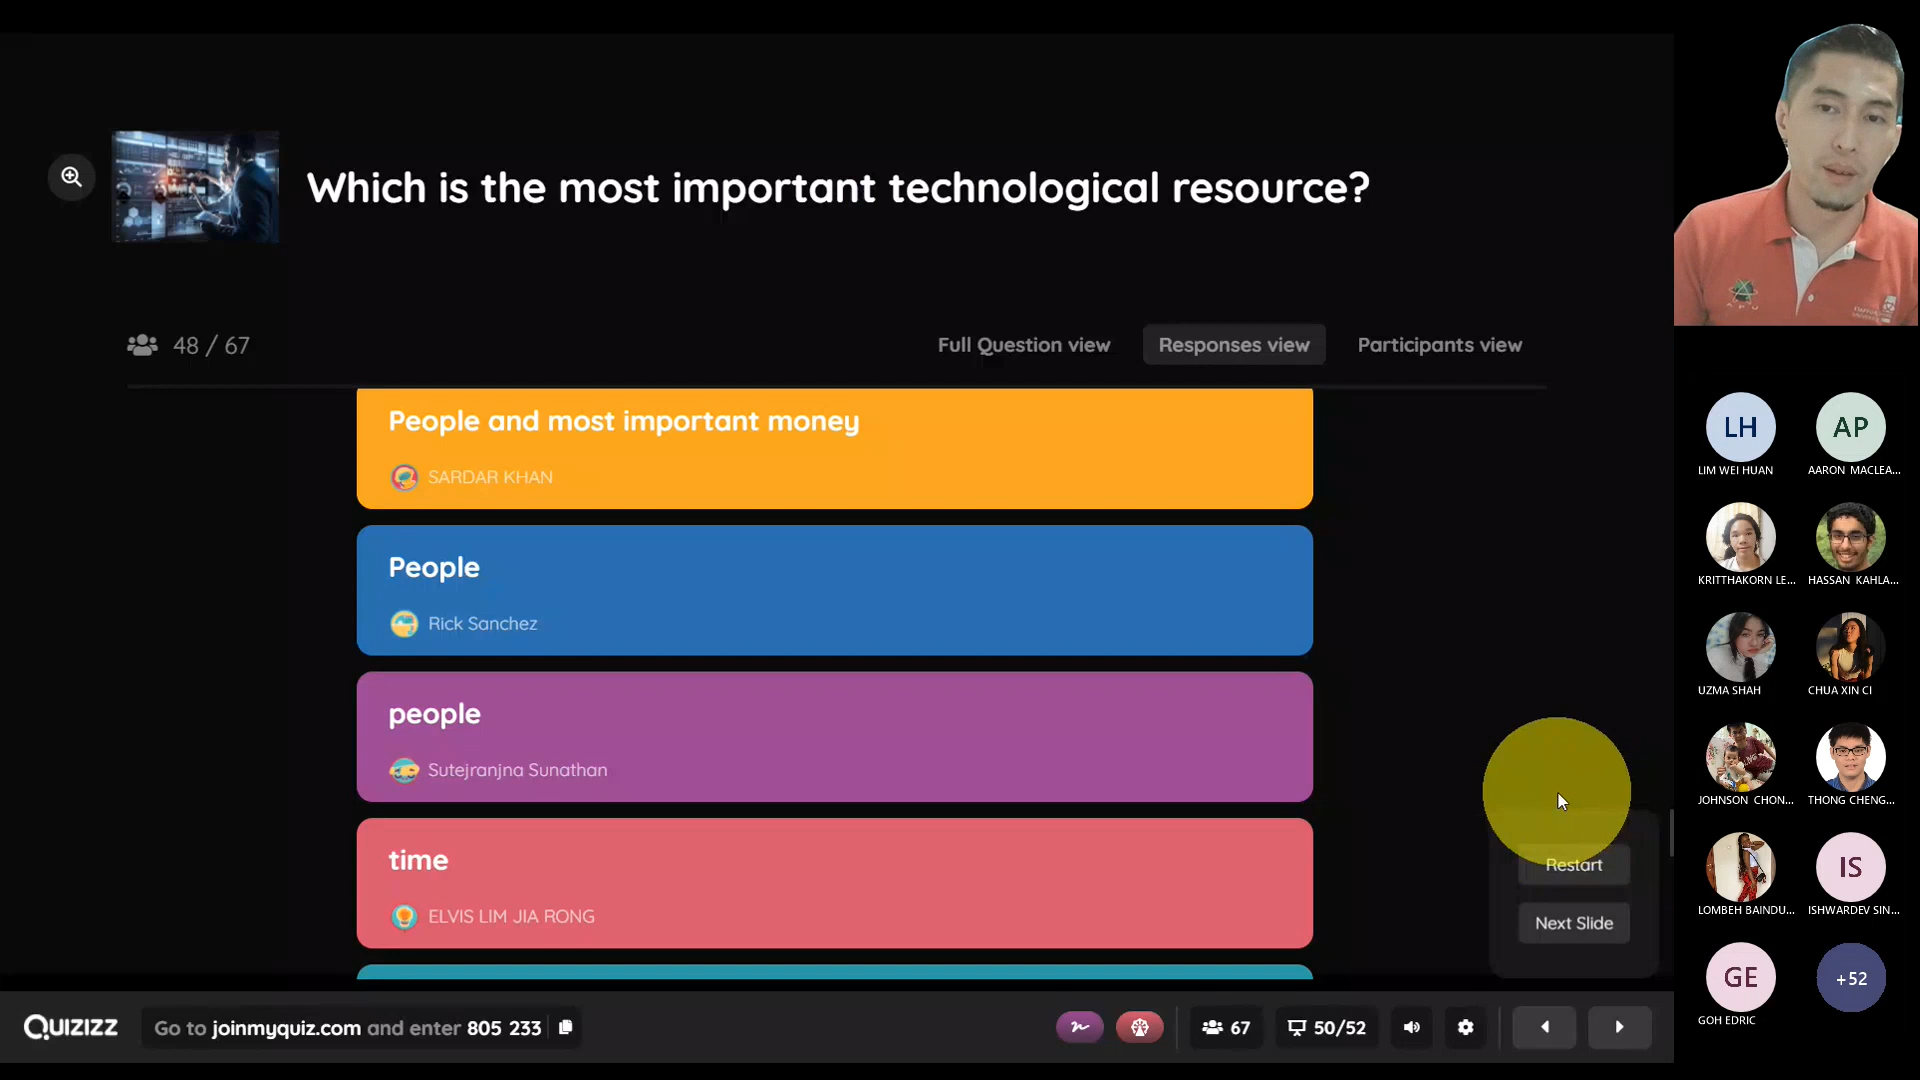 Which is the most important technological resource?
48 / 67
Full Question view
Responses view
Participants view
People and most important money
SARDAR KHAN
People
Rick Sanchez
people
Sutejranjna Sunathan
time
ELVIS LIM JIA RONG
Restart
Next Slide
QUIZIZZ
Go to joinmyquiz.com and enter 805 233
67
50/52
APU
LH
LIM WEI HUAN
AP
AARON MACLEA...
KRITTHAKORN LE...
HASSAN KAHLA...
UZMA SHAH
CHUA XIN CI
JOHNSON CHON...
THONG CHENG...
LOMBEH BAINDU...
IS
ISHWARDEV SIN...
GE
GOH EDRIC
+52